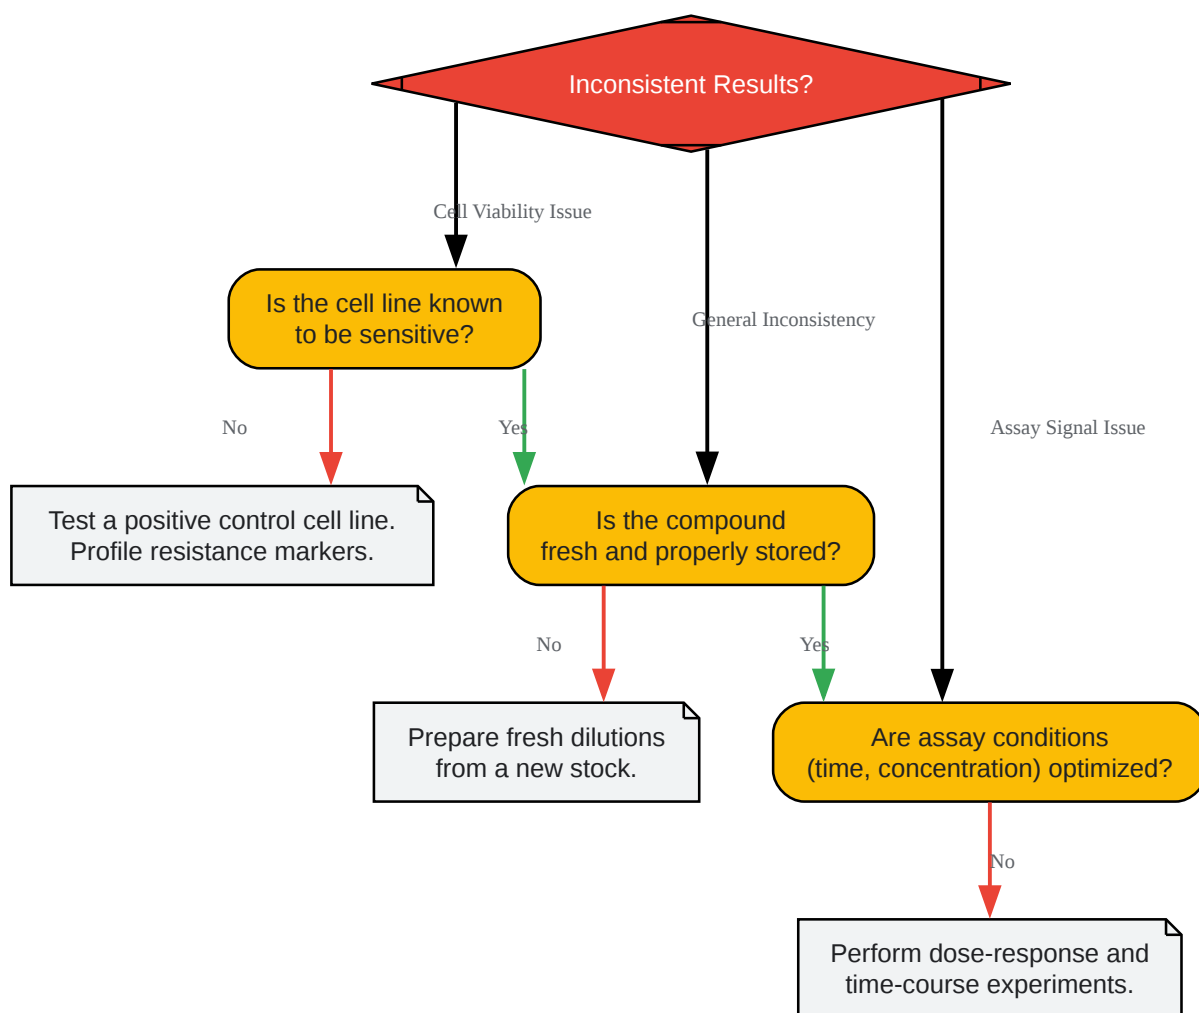 Inconsistent Results?
Cell Viability Issue
Is the cell line known
to be sensitive?
General Inconsistency
No
Yes
Assay Signal Issue
Test a positive control cell line.
Profile resistance markers.
Is the compound
fresh and properly stored?
No
Yes
Prepare fresh dilutions
from a new stock.
Are assay conditions
(time, concentration) optimized?
No
Perform dose-response and
time-course experiments.